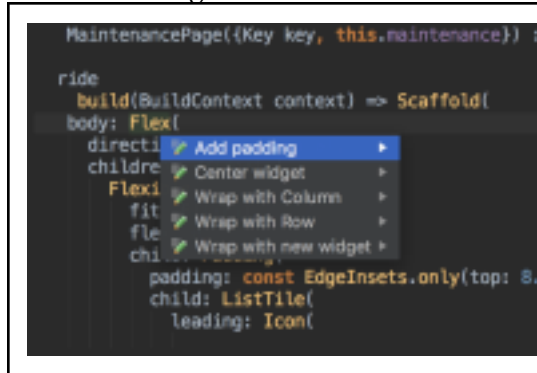 MaintenancePage({Key key, this.maintenance}) :
ride
build(BuildContext context) => Scaffold(
body: Flex(
directi
Add padding
childre
Center widget
Flexi
Wrap with Column
fit
Wrap with Row
fle
Wrap with new widget
chi
padding: const EdgeInsets.only(top: 8.
child: ListTile(
leading: Icon(